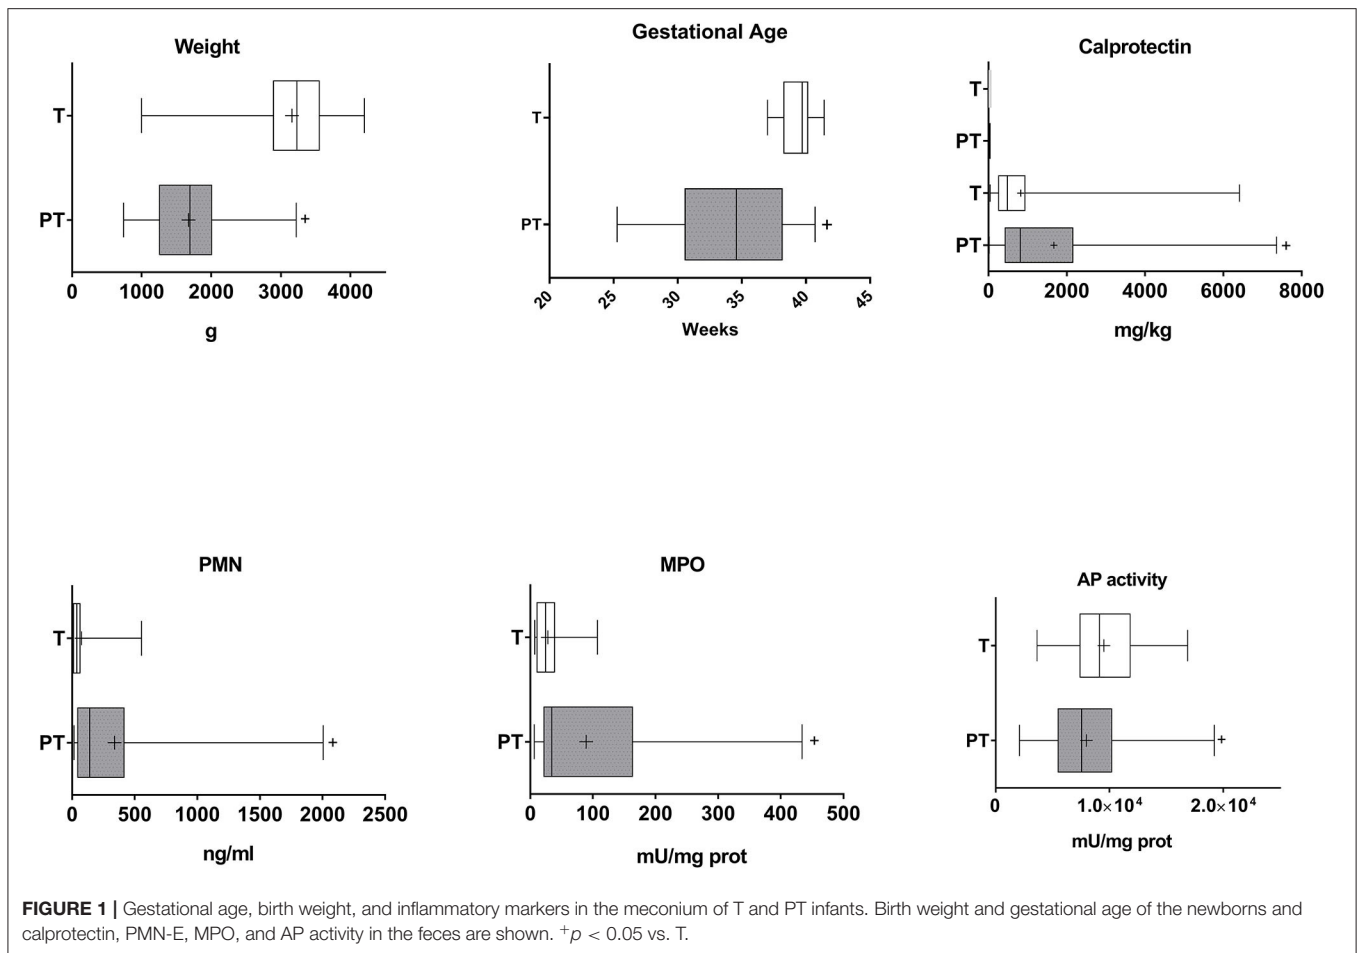 Weight
T
PT
0 1000 2000 3000 4000
g
Gestational Age
T
PT
20 25 30 35 40 45
Weeks
Calprotectin
T
PT
T
PT
0 2000 4000 6000 8000
mg/kg
PMN
T
PT
0 500 1000 1500 2000 2500
ng/ml
MPO
T
PT
0 100 200 300 400 500
mU/mg prot
AP activity
T
PT
0 1.0×10⁴ 2.0×10⁴
mU/mg prot
FIGURE 1 | Gestational age, birth weight, and inflammatory markers in the meconium of T and PT infants. Birth weight and gestational age of the newborns and
calprotectin, PMN-E, MPO, and AP activity in the feces are shown. ⁺p < 0.05 vs. T.